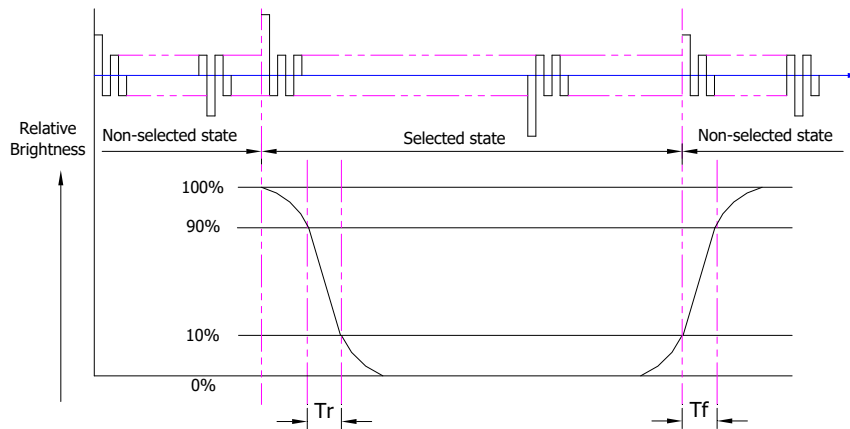 Relative
Brightness
Non-selected state
Selected state
Non-selected state
100%
90%
10%
0%
Tr
Tf